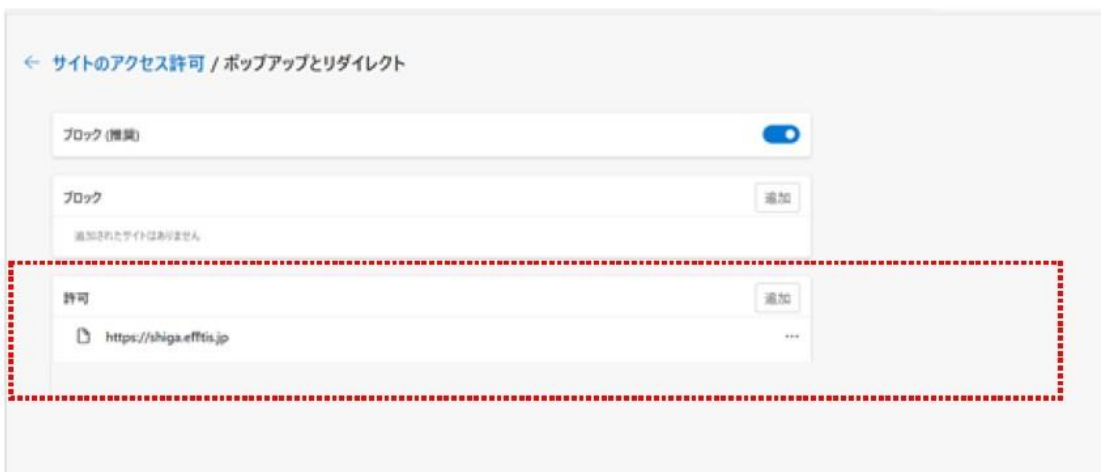 ← サイトのアクセス許可 / ポップアップとリダイレクト
ブロック (推奨)
ブロック 追加
追加されたサイトはありません
許可 追加
https://shiga.efftis.jp ...